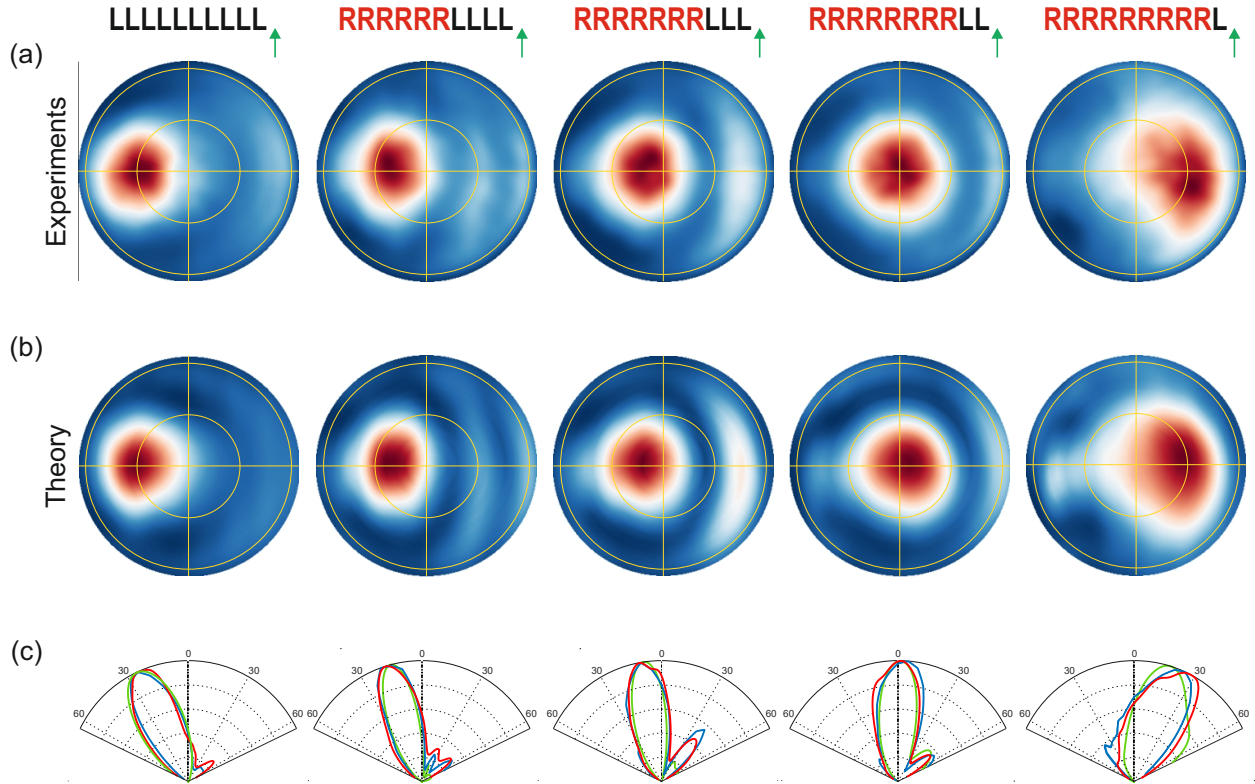 LLLLLLLLLL RRRRRRLLLL RRRRRRRLLL RRRRRRRRLL RRRRRRRRRL
(a)
Experiments
(b)
Theory
(c)
0 0 0 0 0
30 30 30 30 30 30 30 30 30 30
60 60 60 60 60 60 60 60 60 60